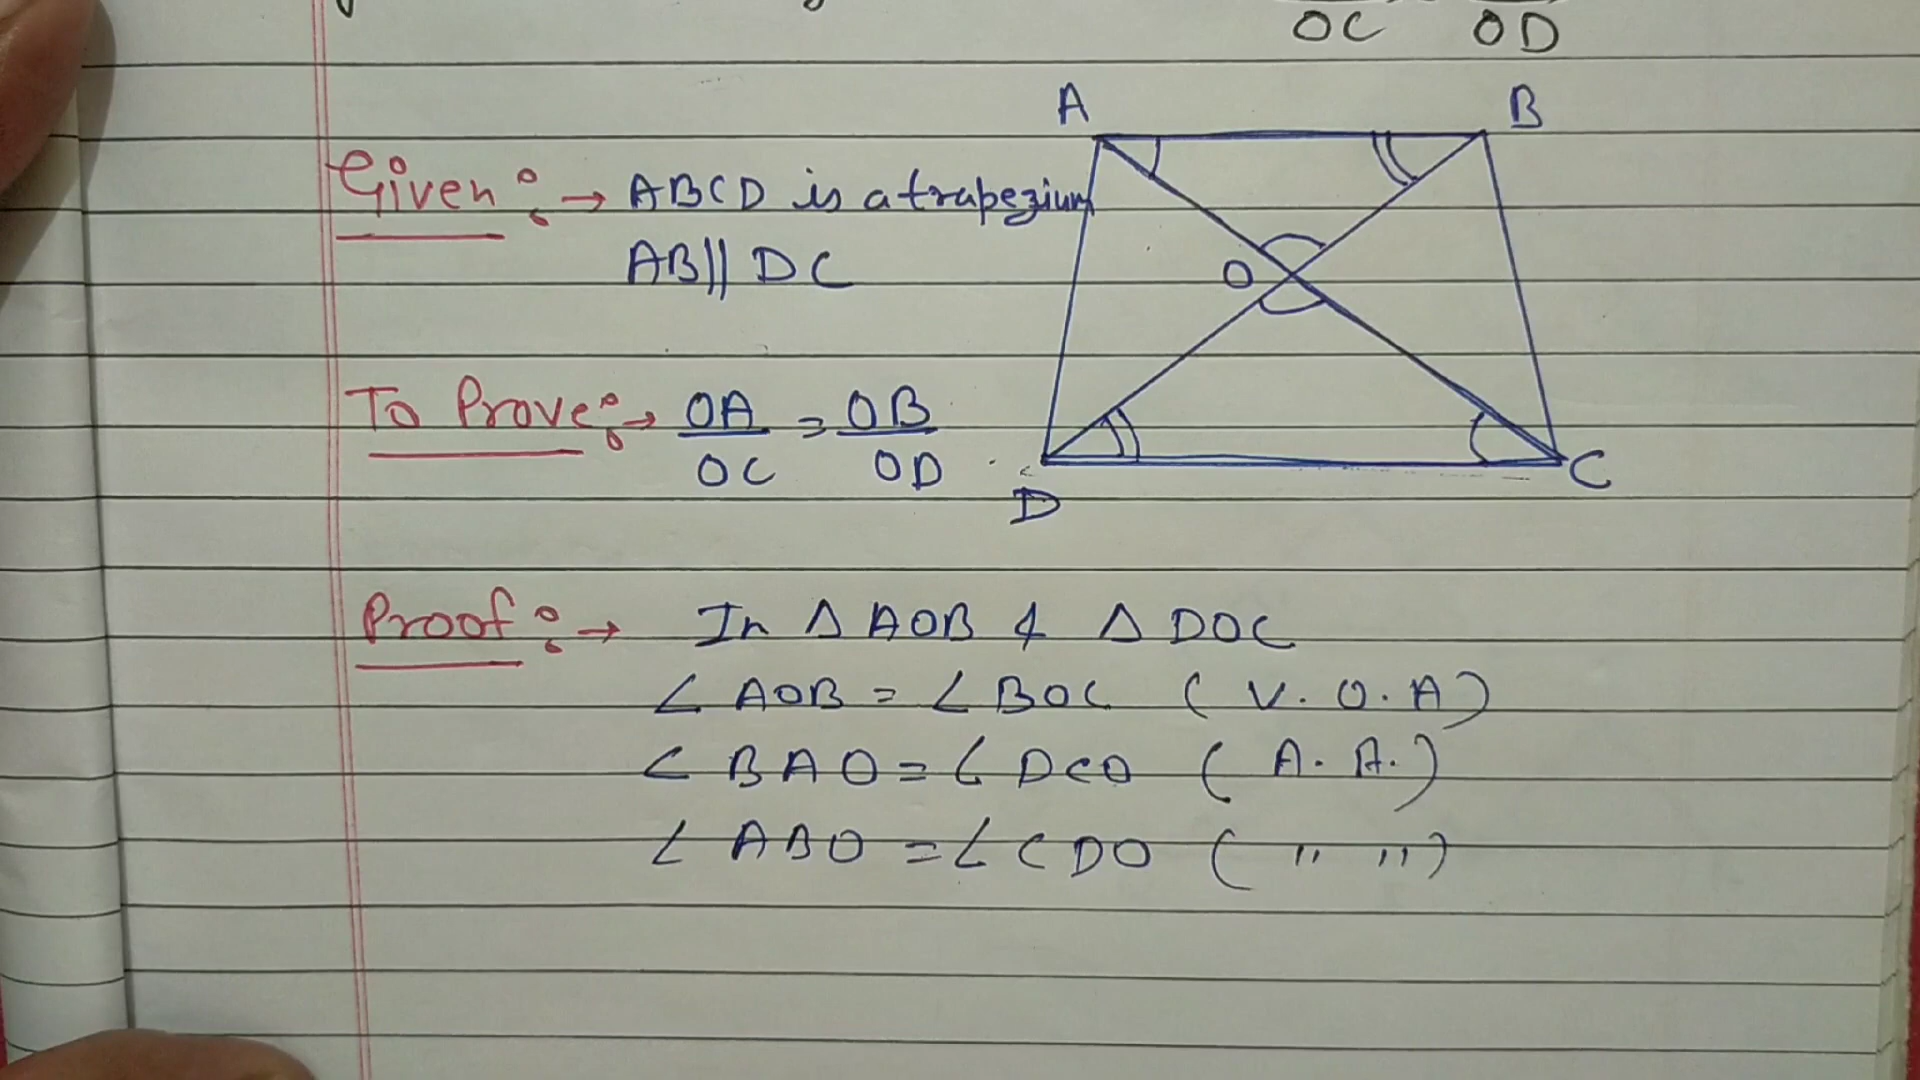 OC OD
A B
Given :→ ABCD is a trapezium
AB || DC
O
To Prove :→ OA/OC = OB/OD
D C
Proof :→ In Δ AOB & Δ DOC
∠ AOB = ∠ BOC ( V. O. A )
∠ BAO = ∠ DCO ( A. A. )
∠ ABO = ∠ CDO ( " " )